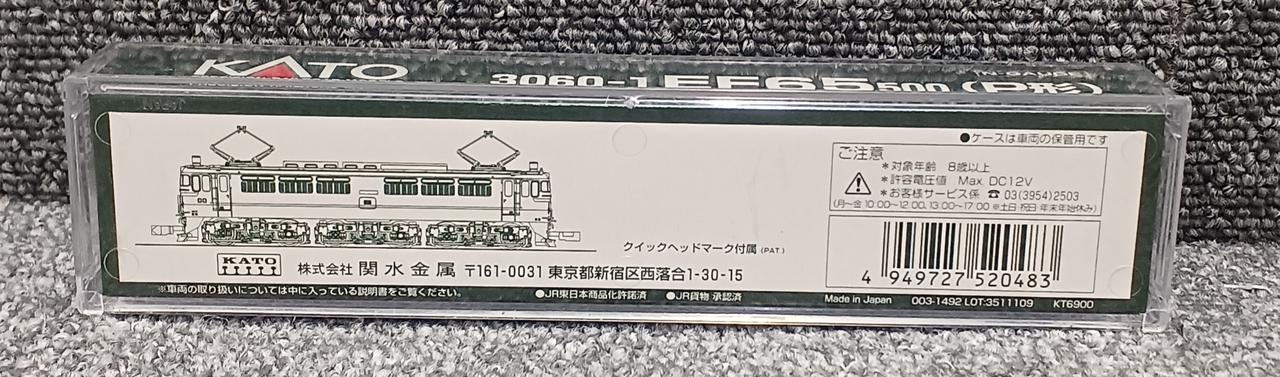 KATO 3060-1 EF65 500 (P形)
●ケースは車両の保管用です
ご注意
*対象年齢 8歳以上
*許容電圧値 Max. DC12V
*お客様サービス係 ☎ 03(3954)2503
(月〜金 10:00~12:00, 13:00~17:00 ※土日 祝日 年末年始休み)
クイックヘッドマーク付属 (PAT.)
KATO 株式会社 関水金属 〒161-0031 東京都新宿区西落合1-30-15
4 949727 520483
※車両の取り扱いについては中に入っている説明書をご覧ください。 ●JR東日本商品化許諾済 ●JR貨物 承認済 Made in Japan 003-1492 LOT:3511109 KT6900